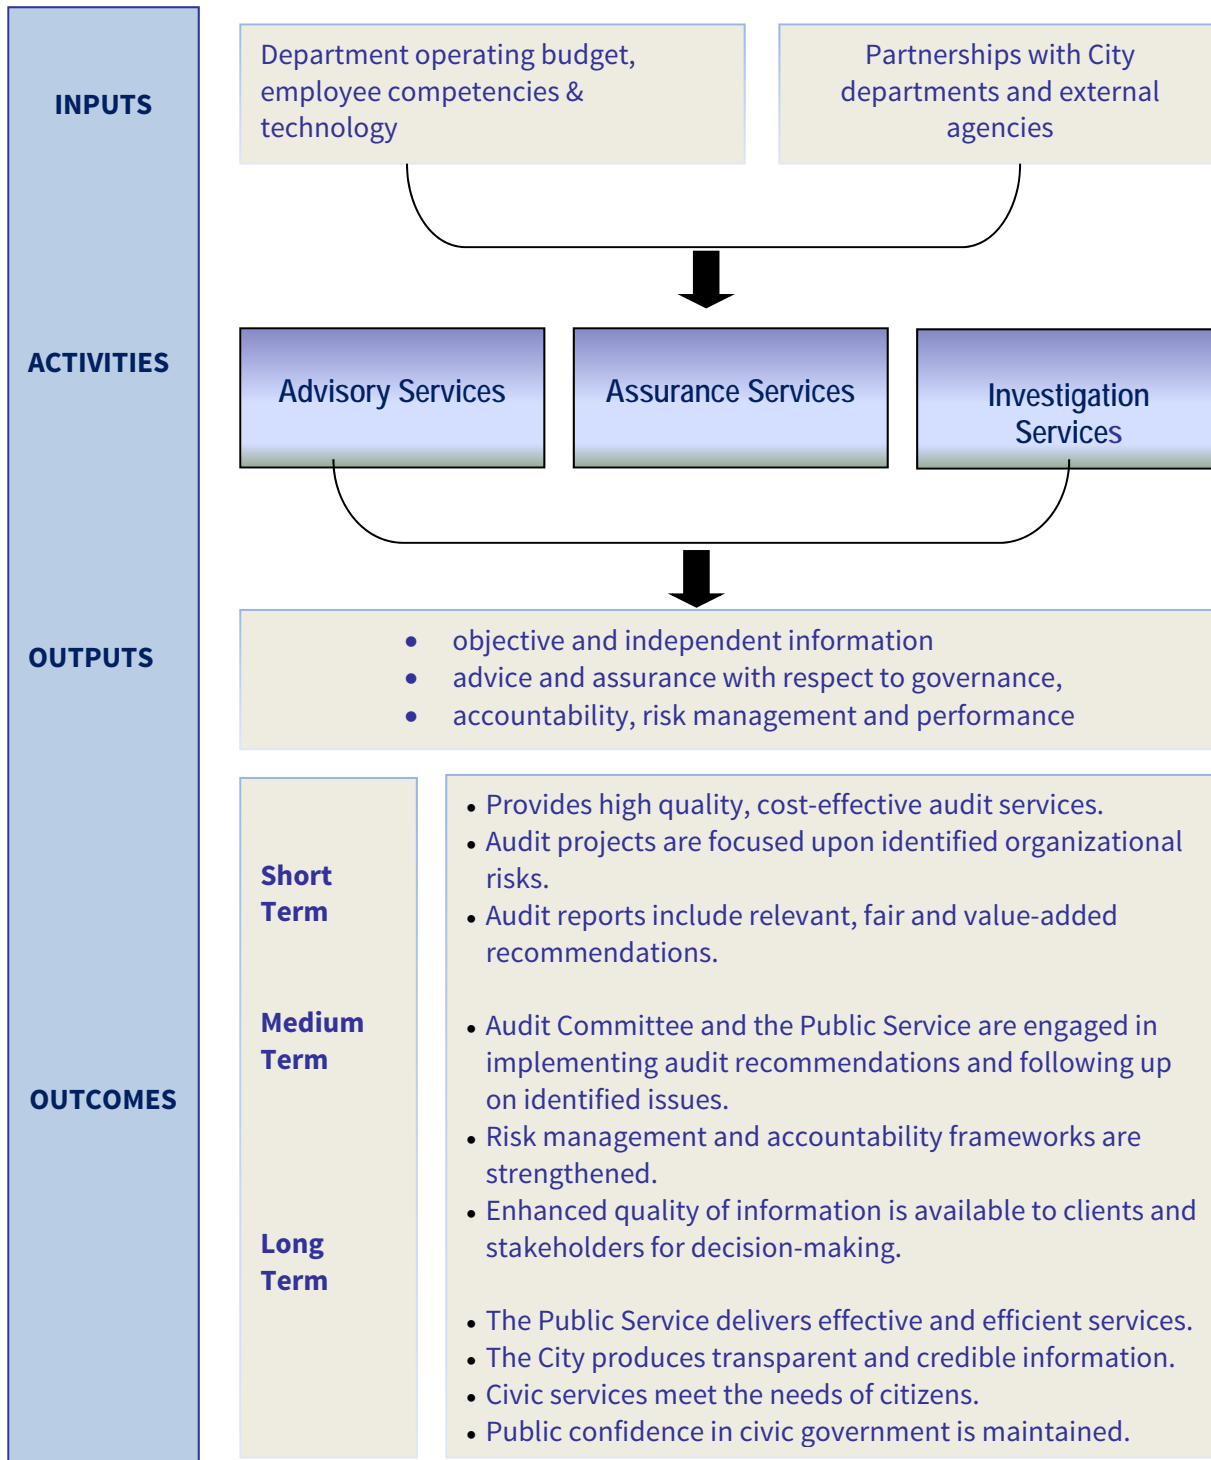 INPUTS
Department operating budget,
employee competencies &
technology
Partnerships with City
departments and external
agencies
ACTIVITIES
Advisory Services
Assurance Services
Investigation
Services
OUTPUTS
• objective and independent information
• advice and assurance with respect to governance,
• accountability, risk management and performance
OUTCOMES
Short
Term
• Provides high quality, cost-effective audit services.
• Audit projects are focused upon identified organizational
risks.
• Audit reports include relevant, fair and value-added
recommendations.
Medium
Term
• Audit Committee and the Public Service are engaged in
implementing audit recommendations and following up
on identified issues.
• Risk management and accountability frameworks are
strengthened.
• Enhanced quality of information is available to clients and
stakeholders for decision-making.
Long
Term
• The Public Service delivers effective and efficient services.
• The City produces transparent and credible information.
• Civic services meet the needs of citizens.
• Public confidence in civic government is maintained.